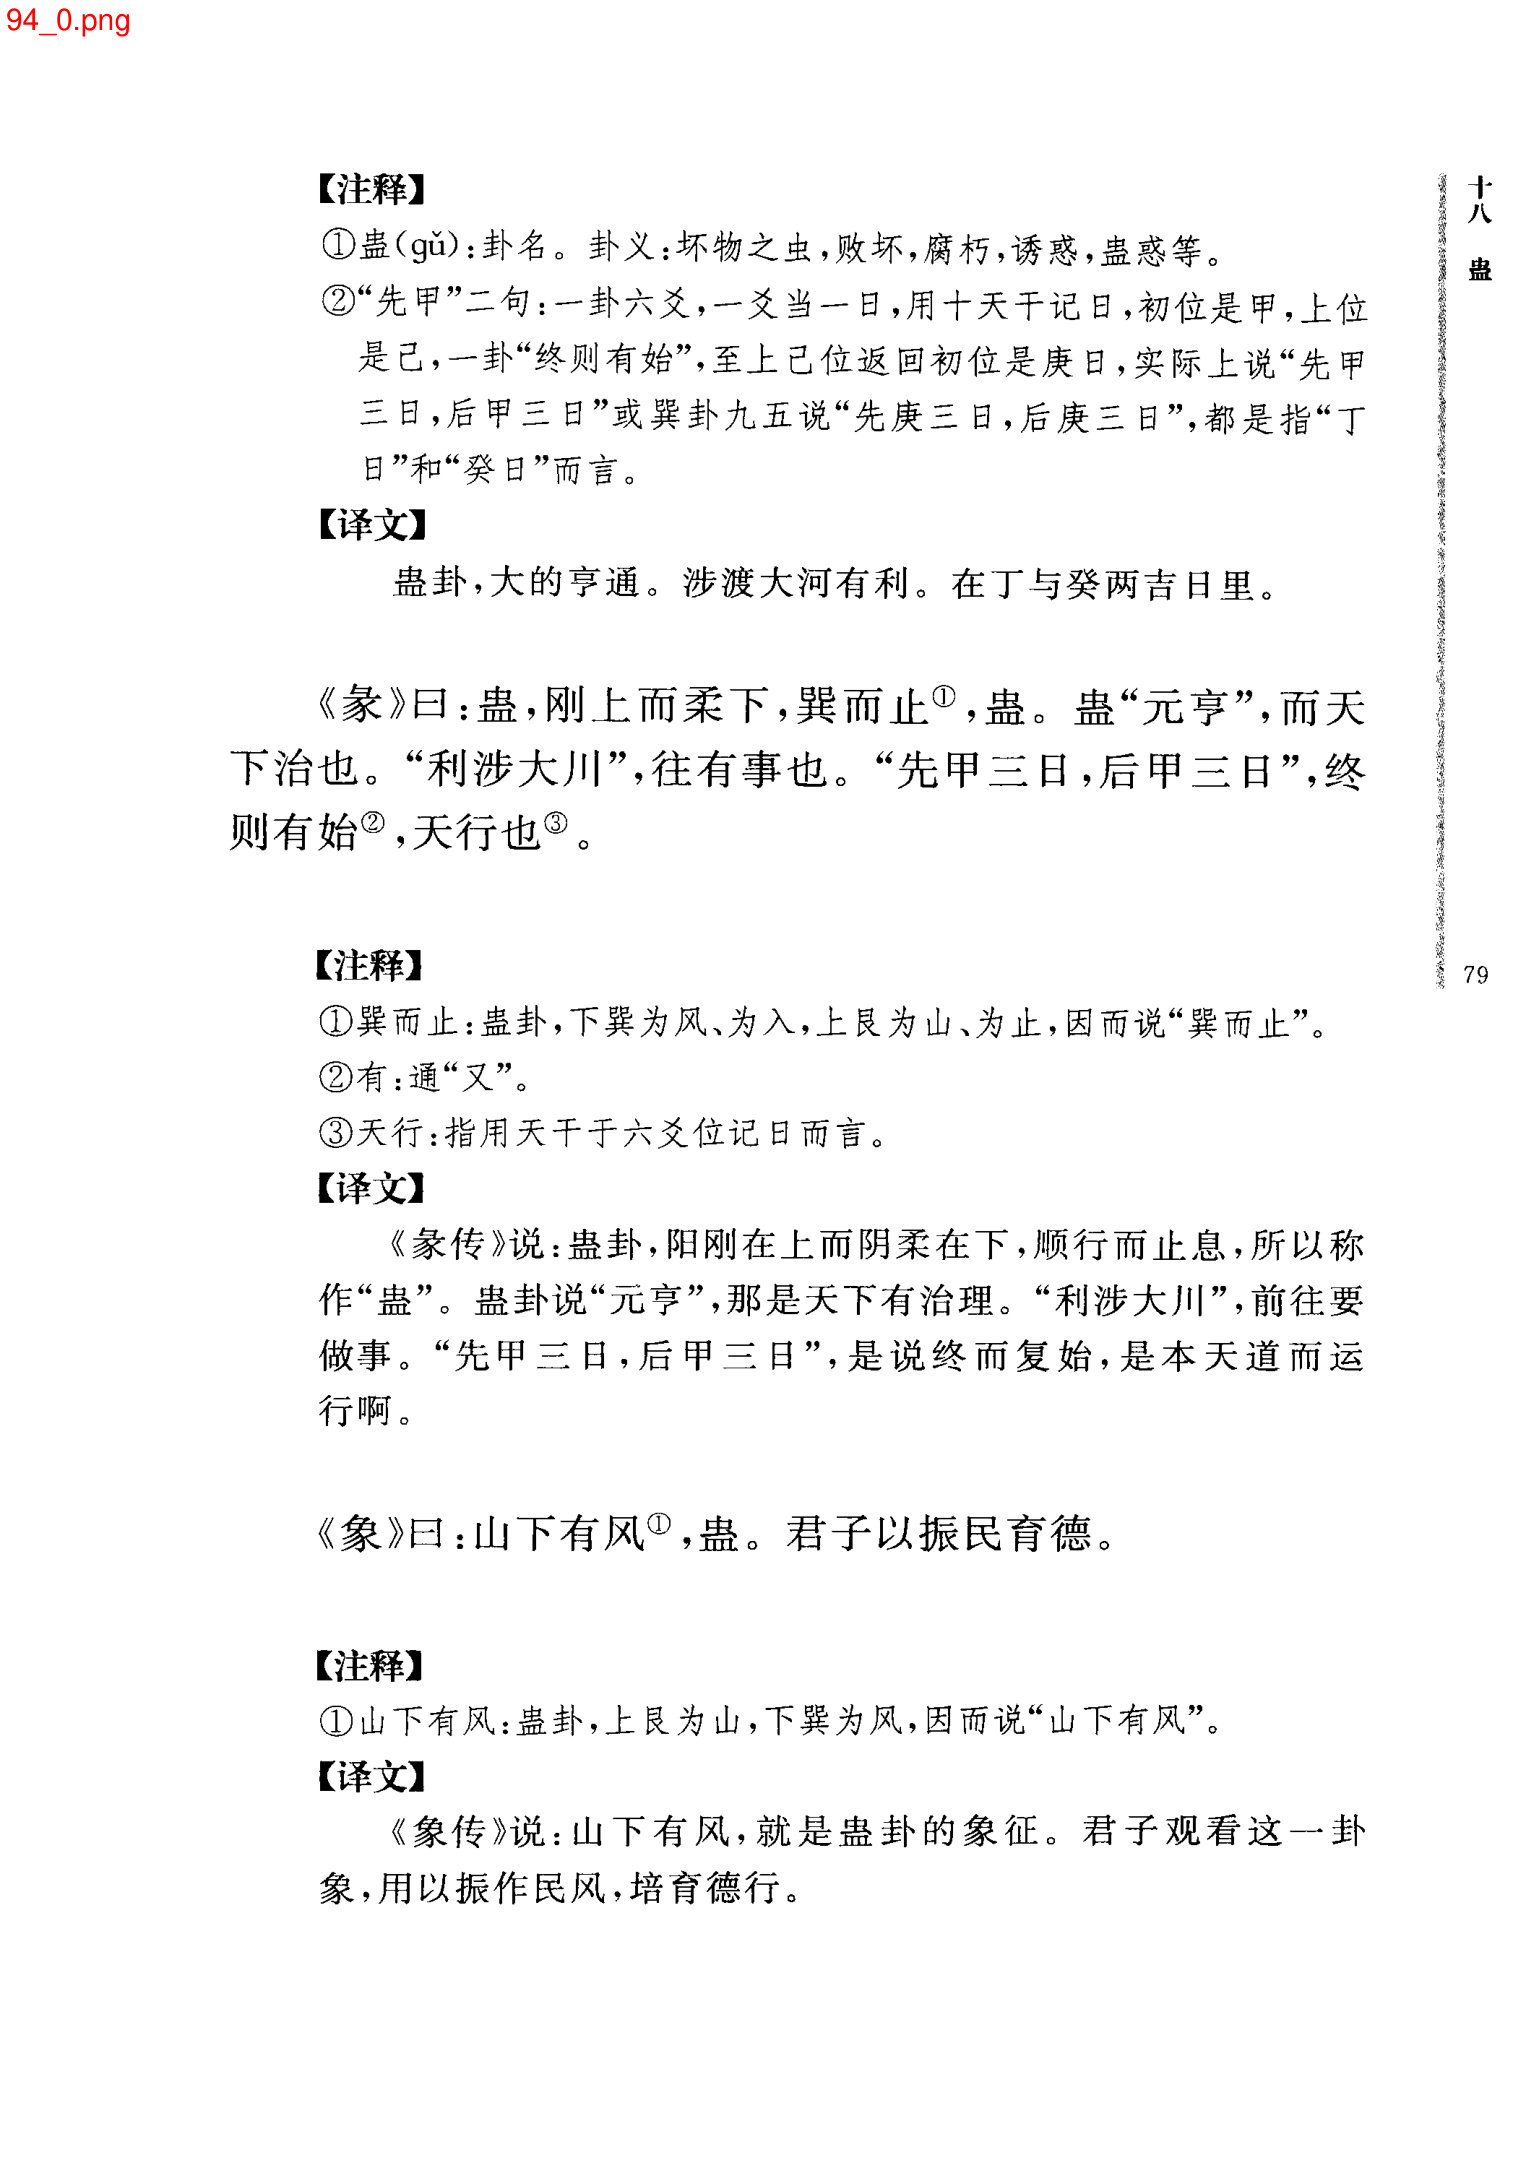 94_0.png
【注释】
①蛊(gǔ):卦名。卦义:坏物之虫,败坏,腐朽,诱惑,蛊惑等。
②“先甲”二句:一卦六爻,一爻当一日,用十天干记日,初位是甲,上位
是己,一卦“终则有始”,至上己位返回初位是庚日,实际上说“先甲
三日,后甲三日”或巽卦九五说“先庚三日,后庚三日”,都是指“丁
日”和“癸日”而言。
【译文】
蛊卦,大的亨通。涉渡大河有利。在丁与癸两吉日里。
《彖》曰:蛊,刚上而柔下,巽而止①,蛊。蛊“元亨”,而天
下治也。“利涉大川”,往有事也。“先甲三日,后甲三日”,终
则有始②,天行也③。
【注释】
①巽而止:蛊卦,下巽为风、为入,上艮为山、为止,因而说“巽而止”。
②有:通“又”。
③天行:指用天干于六爻位记日而言。
【译文】
《彖传》说:蛊卦,阳刚在上而阴柔在下,顺行而止息,所以称
作“蛊”。蛊卦说“元亨”,那是天下有治理。“利涉大川”,前往要
做事。“先甲三日,后甲三日”,是说终而复始,是本天道而运
行啊。
《象》曰:山下有风①,蛊。君子以振民育德。
【注释】
①山下有风:蛊卦,上艮为山,下巽为风,因而说“山下有风”。
【译文】
《象传》说:山下有风,就是蛊卦的象征。君子观看这一卦
象,用以振作民风,培育德行。
十八 蛊
79